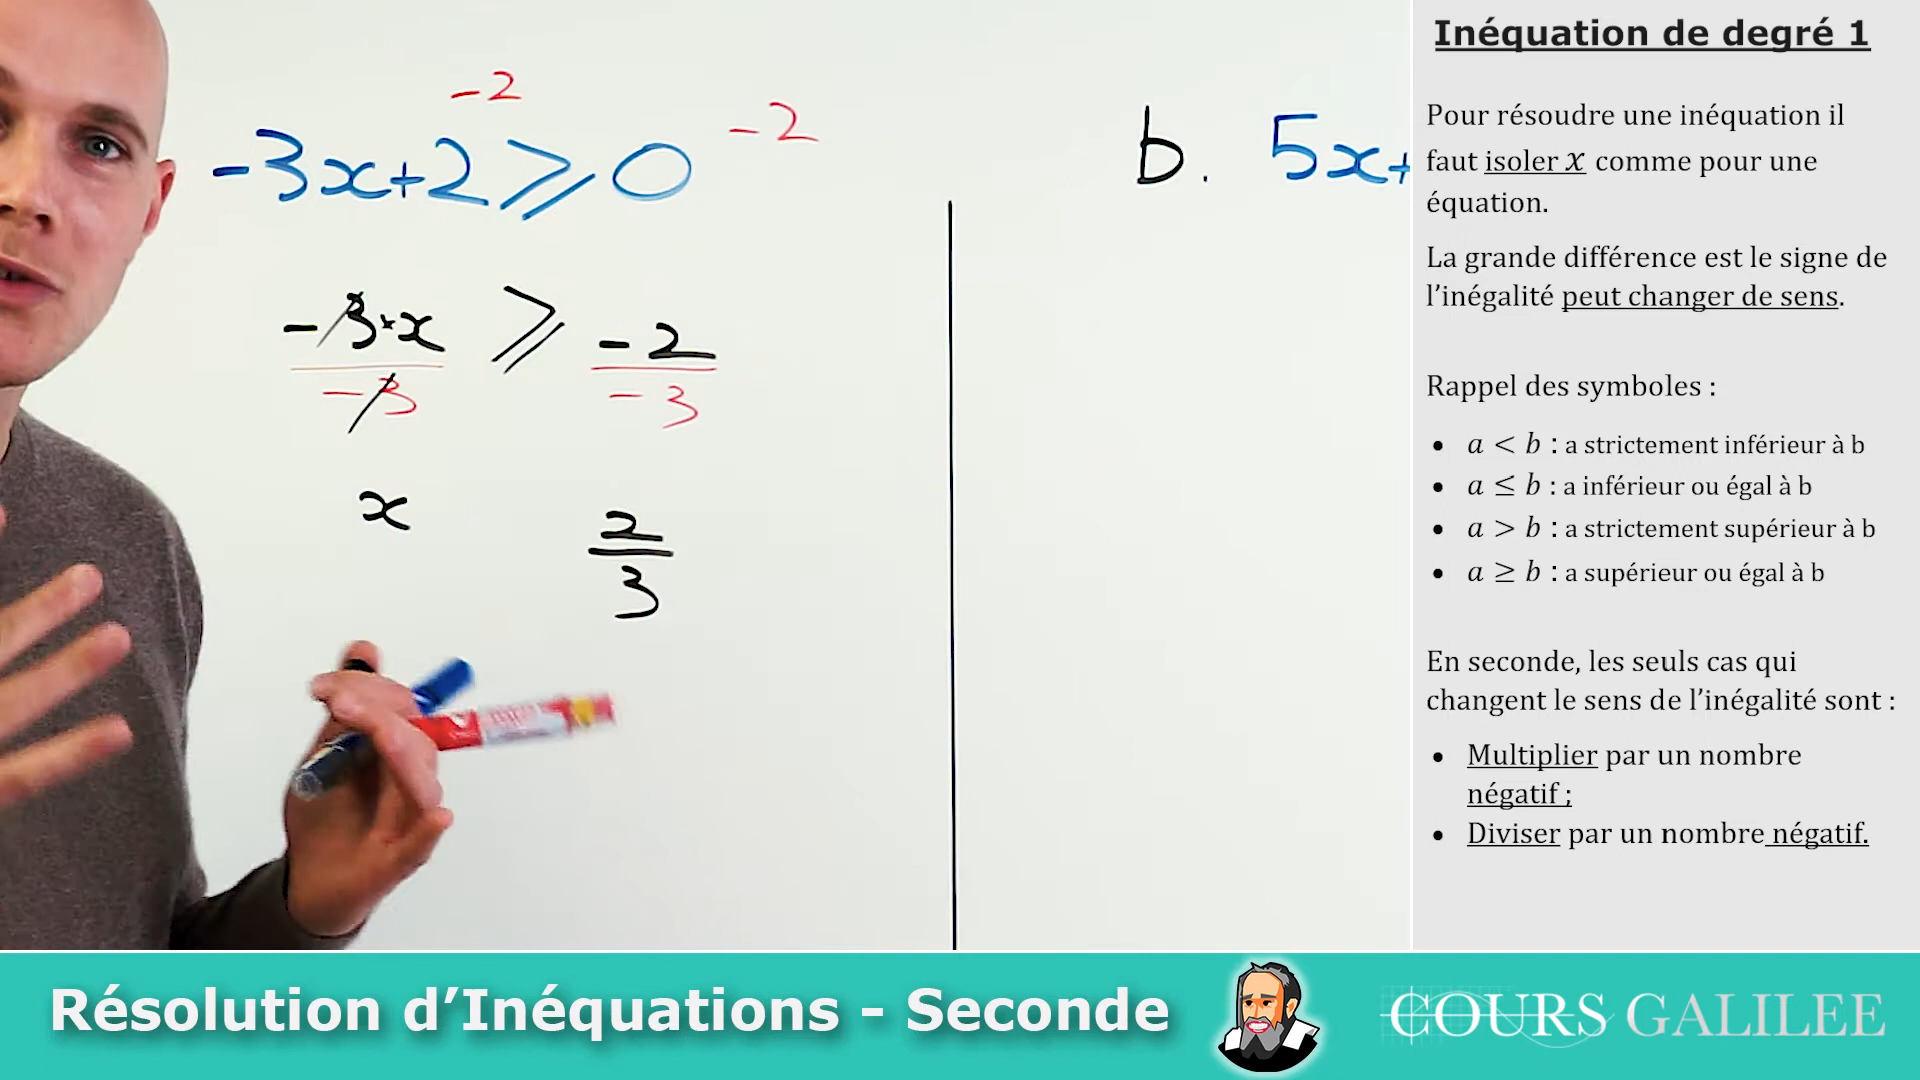 -2
-3x+2 ⩾ 0 -2
-3·x ⩾ -2
-3 -3
x 2
3
b. 5x+
Inéquation de degré 1
Pour résoudre une inéquation il
faut isoler x comme pour une
équation.
La grande différence est le signe de
l’inégalité peut changer de sens.
Rappel des symboles :
• a < b : a strictement inférieur à b
• a ≤ b : a inférieur ou égal à b
• a > b : a strictement supérieur à b
• a ≥ b : a supérieur ou égal à b
En seconde, les seuls cas qui
changent le sens de l’inégalité sont :
• Multiplier par un nombre
négatif ;
• Diviser par un nombre négatif.
Résolution d’Inéquations - Seconde
COURS GALILEE